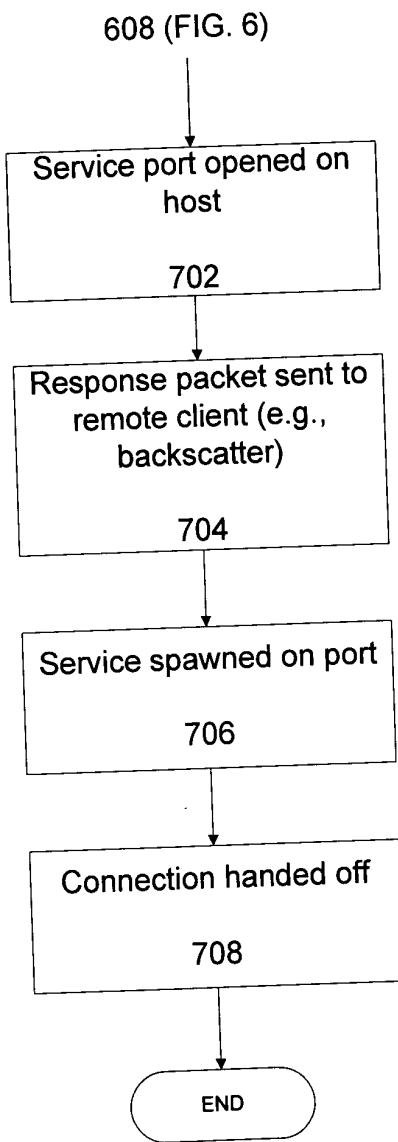 608 (FIG. 6)
Service port opened on
host
702
Response packet sent to
remote client (e.g.,
backscatter)
704
Service spawned on port
706
Connection handed off
708
END